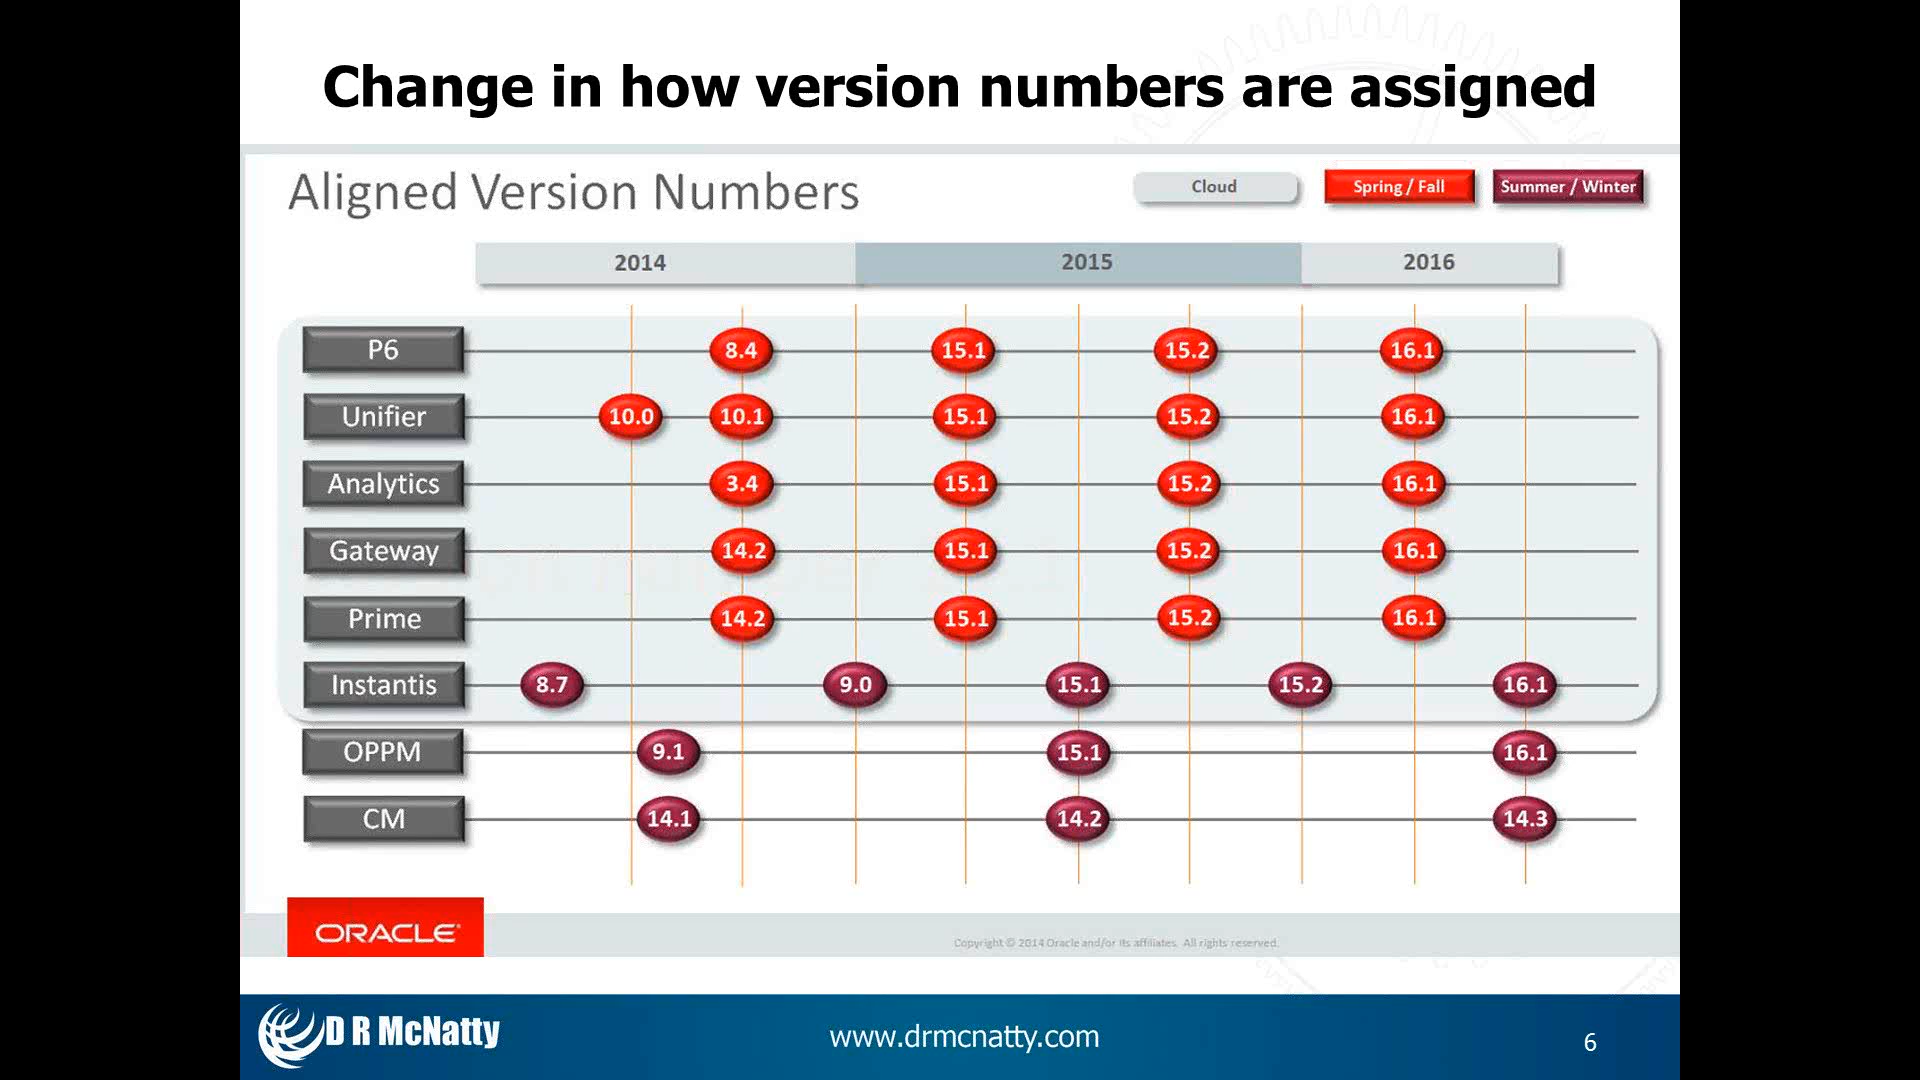 Change in how version numbers are assigned
Aligned Version Numbers
Cloud
Spring / Fall
Summer / Winter
2014 2015 2016
P6 8.4 15.1 15.2 16.1
Unifier 10.0 10.1 15.1 15.2 16.1
Analytics 3.4 15.1 15.2 16.1
Gateway 14.2 15.1 15.2 16.1
Prime 14.2 15.1 15.2 16.1
Instantis 8.7 9.0 15.1 15.2 16.1
OPPM 9.1 15.1 16.1
CM 14.1 14.2 14.3
ORACLE
Copyright © 2014 Oracle and/or its affiliates. All rights reserved.
D R McNatty
www.drmcnatty.com
6